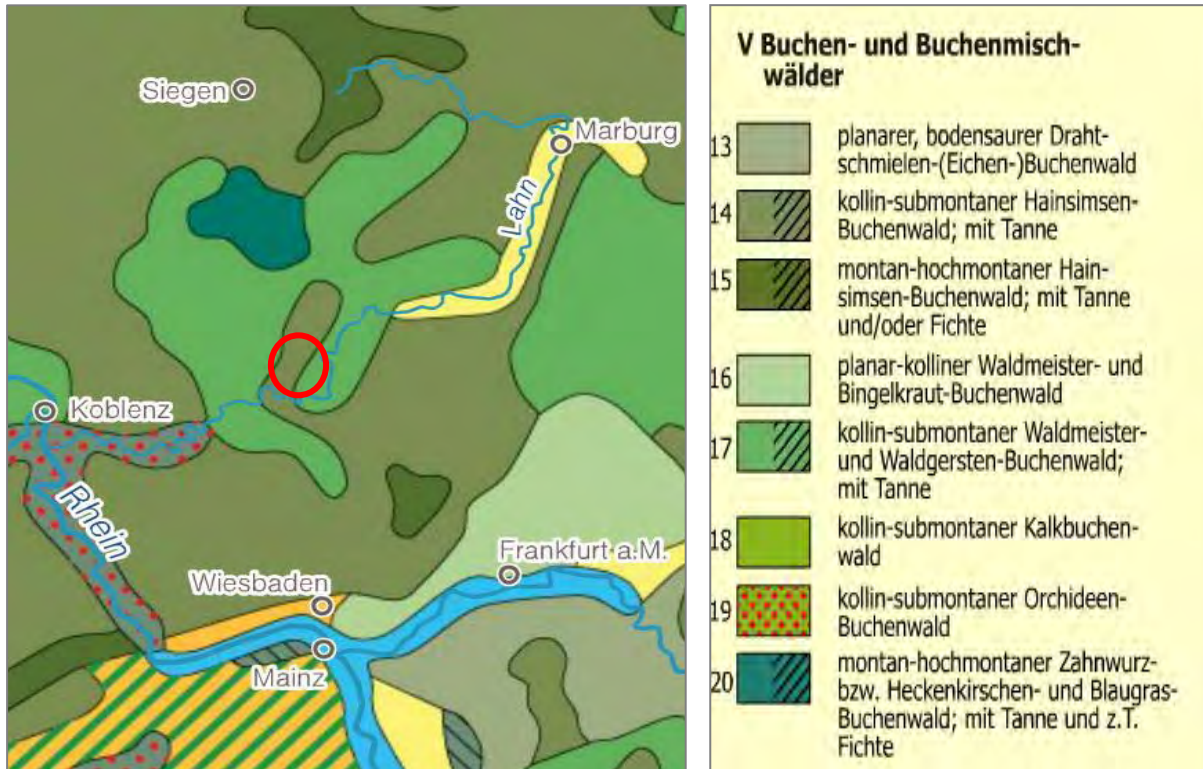 Siegen
Marburg
Lahn
Koblenz
Rhein
Frankfurt a.M.
Wiesbaden
Mainz
V Buchen- und Buchenmisch-
wälder
13 planarer, bodensaurer Draht-
schmielen-(Eichen-)Buchenwald
14 kollin-submontaner Hainsimsen-
Buchenwald; mit Tanne
15 montan-hochmontaner Hain-
simsen-Buchenwald; mit Tanne
und/oder Fichte
16 planar-kolliner Waldmeister- und
Bingelkraut-Buchenwald
17 kollin-submontaner Waldmeister-
und Waldgersten-Buchenwald;
mit Tanne
18 kollin-submontaner Kalkbuchen-
wald
19 kollin-submontaner Orchideen-
Buchenwald
20 montan-hochmontaner Zahnwurz-
bzw. Heckenkirschen- und Blaugras-
Buchenwald; mit Tanne und z.T.
Fichte